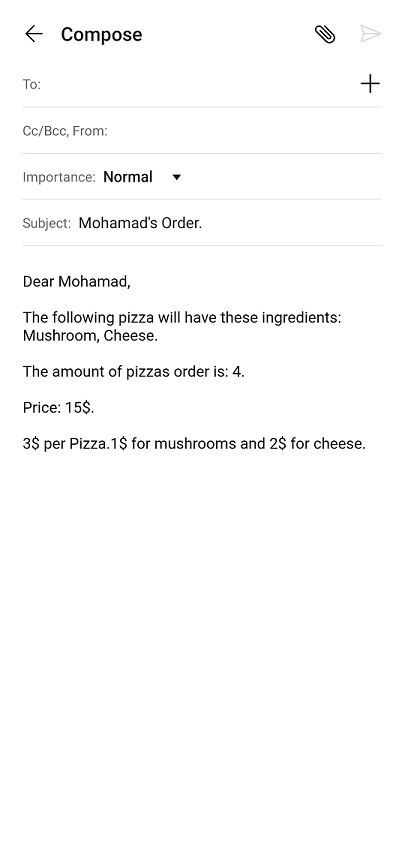 Compose
To:
Cc/Bcc, From:
Importance: Normal
Subject: Mohamad's Order.
Dear Mohamad,
The following pizza will have these ingredients:
Mushroom, Cheese.
The amount of pizzas order is: 4.
Price: 15$.
3$ per Pizza.1$ for mushrooms and 2$ for cheese.